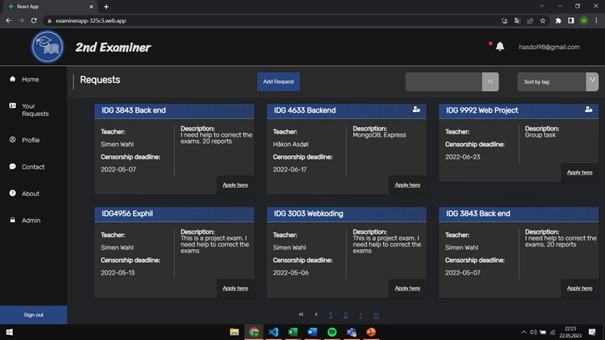 React App
examinerapp-325c3.web.app
2nd Examiner
hasdol98@gmail.com
Home
Your
Requests
Profile
Contact
About
Admin
Sign out
Requests
Add Request
Sort by tag:
IDG 3843 Back end
Teacher:
Simen Wahl
Censorship deadline:
2022-05-07
Description:
I need help to correct the
exams. 20 reports
Apply here
IDG 4633 Backend
Teacher:
Håkon Asdøl
Censorship deadline:
2022-06-17
Description:
MongoDB, Express
Apply here
IDG 9992 Web Project
Teacher:
Simen Wahl
Censorship deadline:
2022-06-23
Description:
Group task
Apply here
IDG4956 Exphil
Teacher:
Simen Wahl
Censorship deadline:
2022-05-13
Description:
This is a project exam. I
need help to correct the
exams
Apply here
IDG 3003 Webkoding
Teacher:
Simen Wahl
Censorship deadline:
2022-05-06
Description:
This is a project exam. I
need help to correct the
exams
Apply here
IDG 3843 Back end
Teacher:
Simen Wahl
Censorship deadline:
2022-05-07
Description:
I need help to correct the
exams. 20 reports
Apply here
‹‹ ‹ 1 2 › ››
22:23
22.05.2023